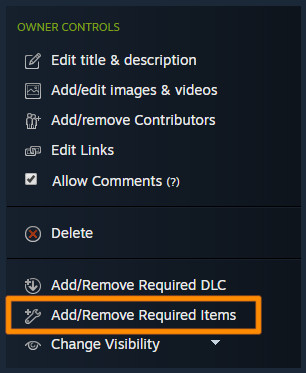 OWNER CONTROLS
Edit title & description
Add/edit images & videos
Add/remove Contributors
Edit Links
Allow Comments (?)
Delete
Add/Remove Required DLC
Add/Remove Required Items
Change Visibility